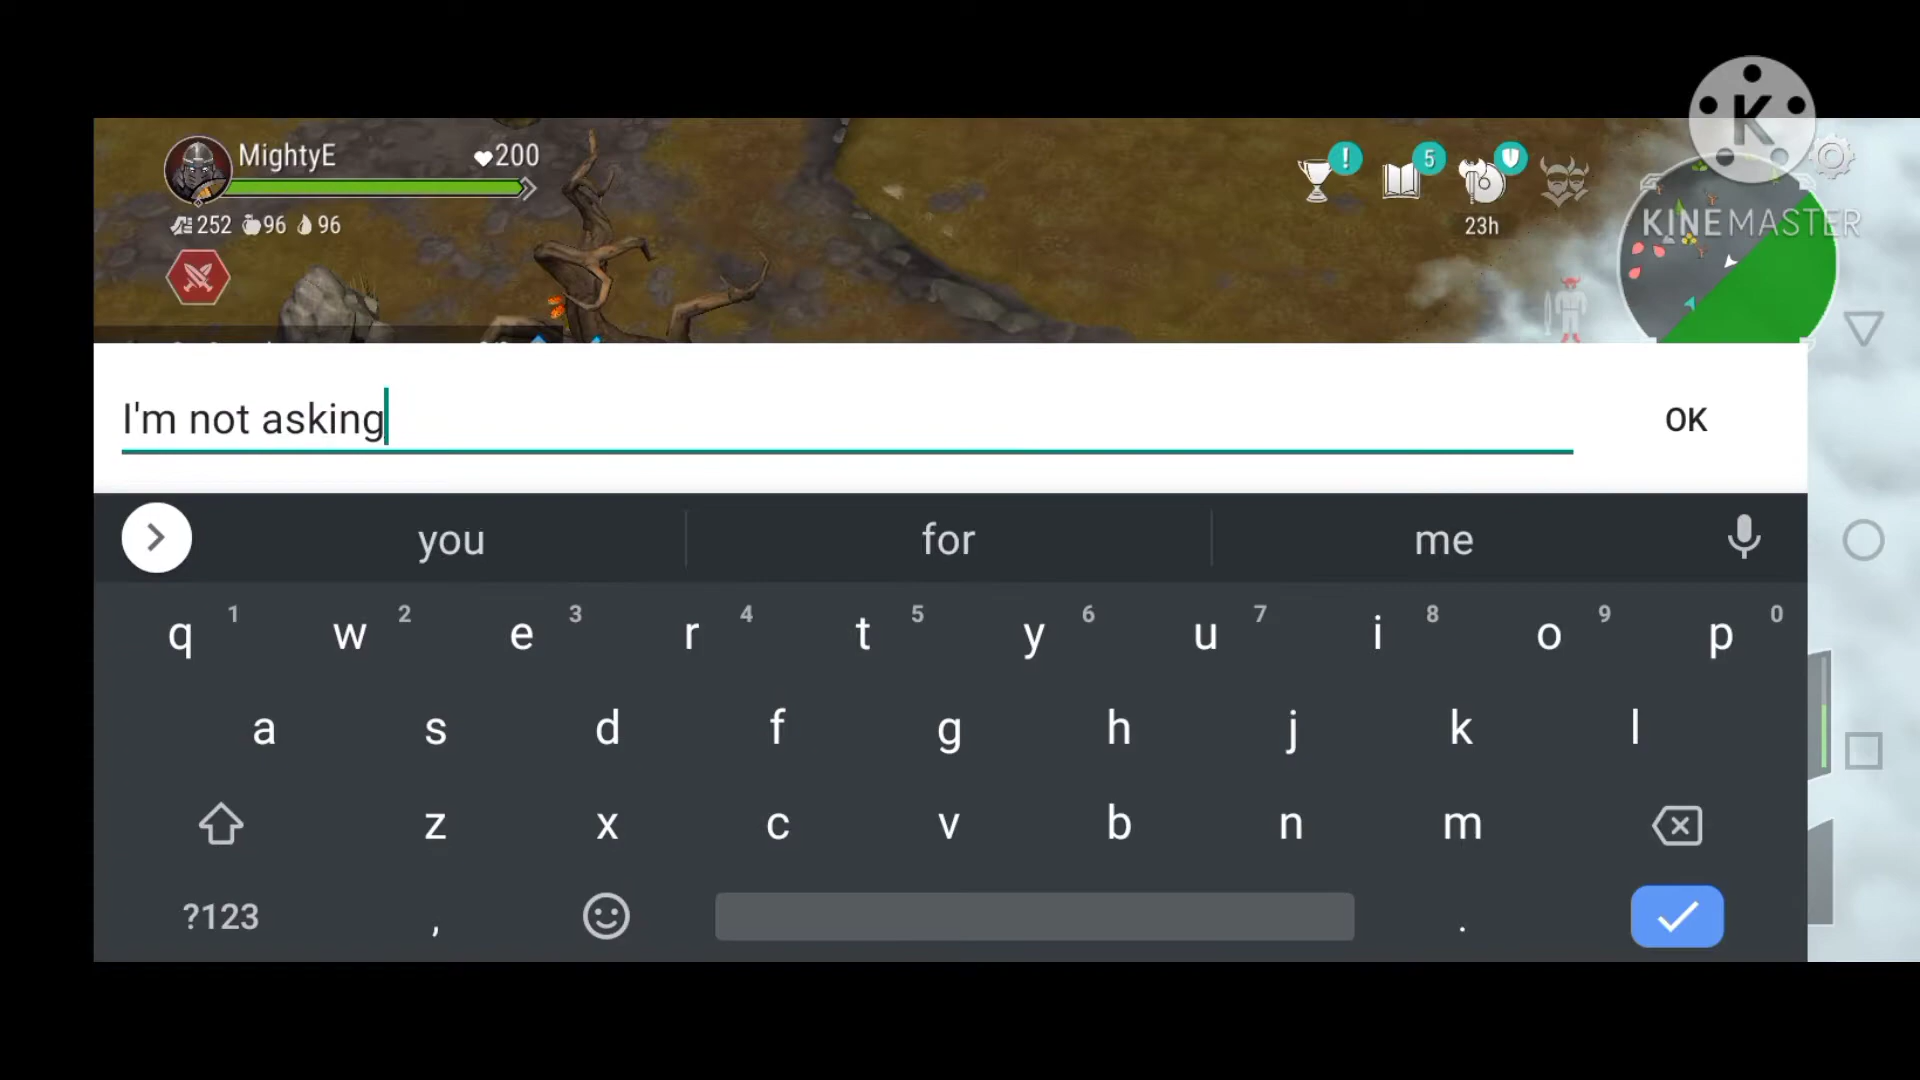 MightyE
200
252 96 96
! 5
23h
KINEMASTER
I'm not asking
OK
you for me
q 1 w 2 e 3 r 4 t 5 y 6 u 7 i 8 o 9 p 0
a s d f g h j k l
z x c v b n m
?123 , .
K